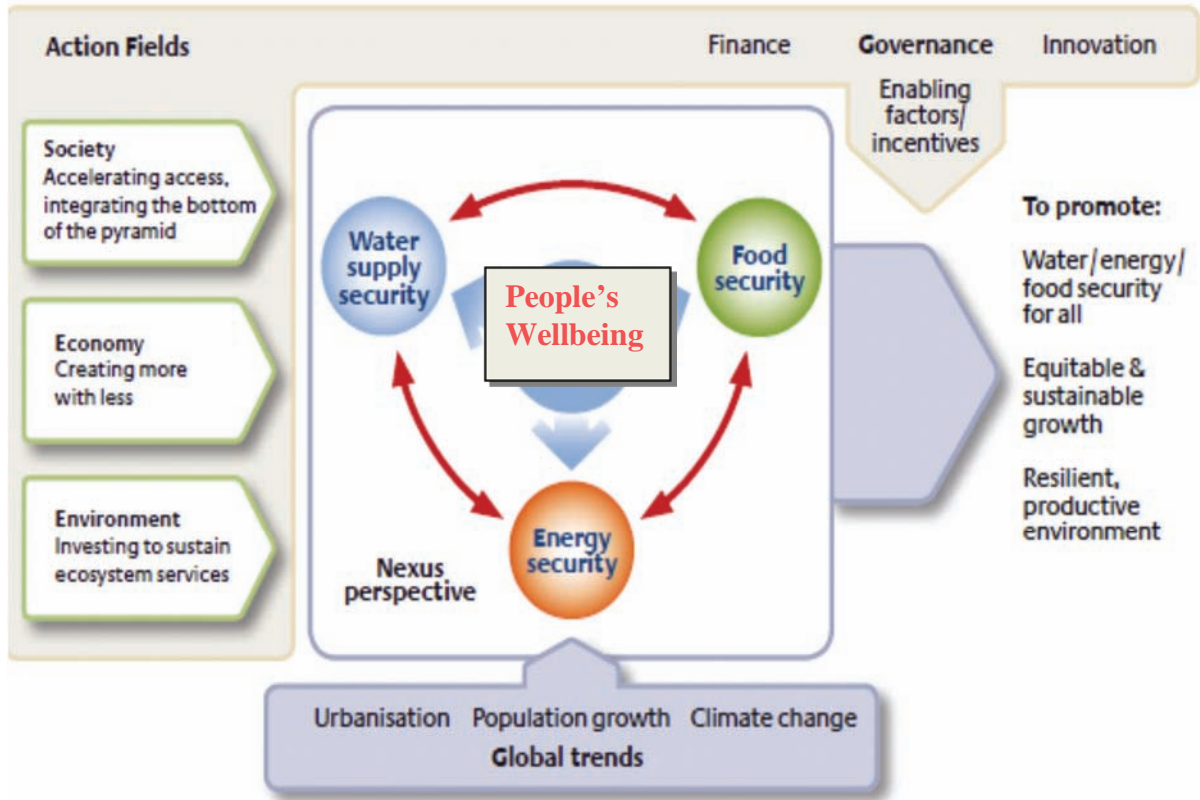 Action Fields
Finance Governance Innovation
Enabling
factors/
incentives
Society
Accelerating access,
integrating the bottom
of the pyramid
Economy
Creating more
with less
Environment
Investing to sustain
ecosystem services
Water
supply
security
Food
security
People's
Wellbeing
Energy
security
Nexus
perspective
To promote:
Water/energy/
food security
for all
Equitable &
sustainable
growth
Resilient,
productive
environment
Urbanisation Population growth Climate change
Global trends